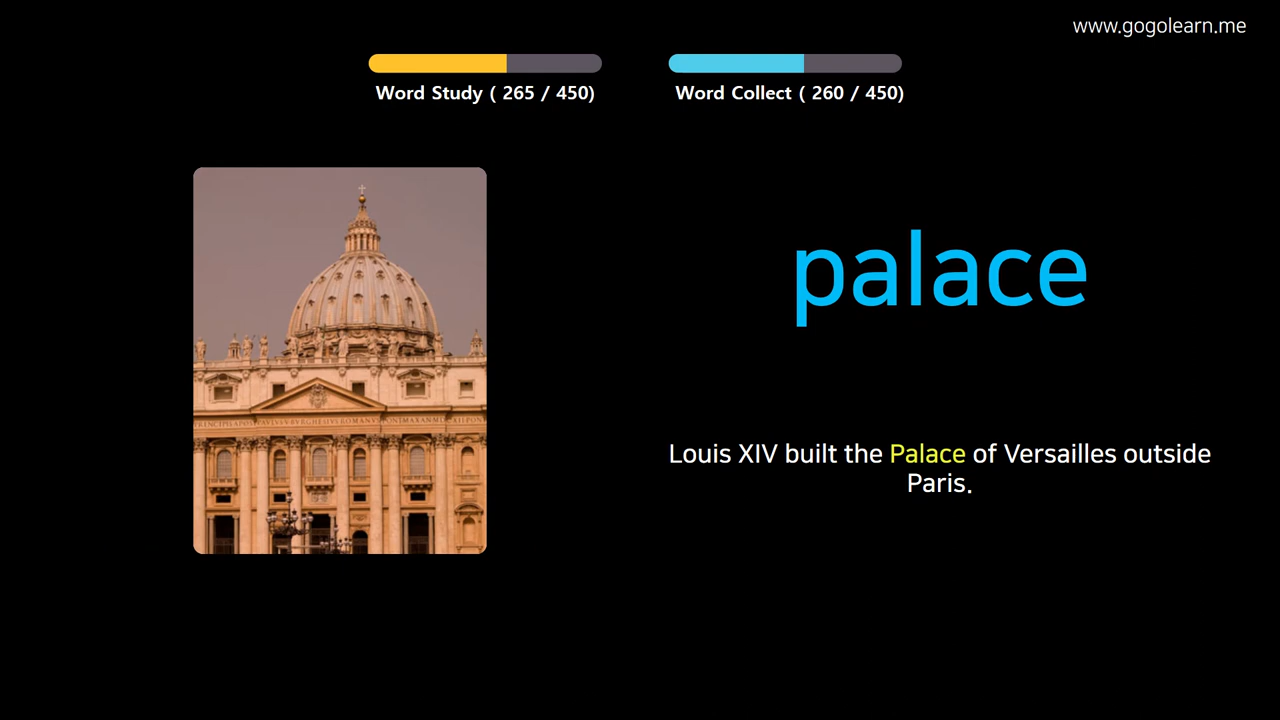 www.gogolearn.me
Word Study ( 265 / 450)
Word Collect ( 260 / 450)
palace
Louis XIV built the Palace of Versailles outside
Paris.